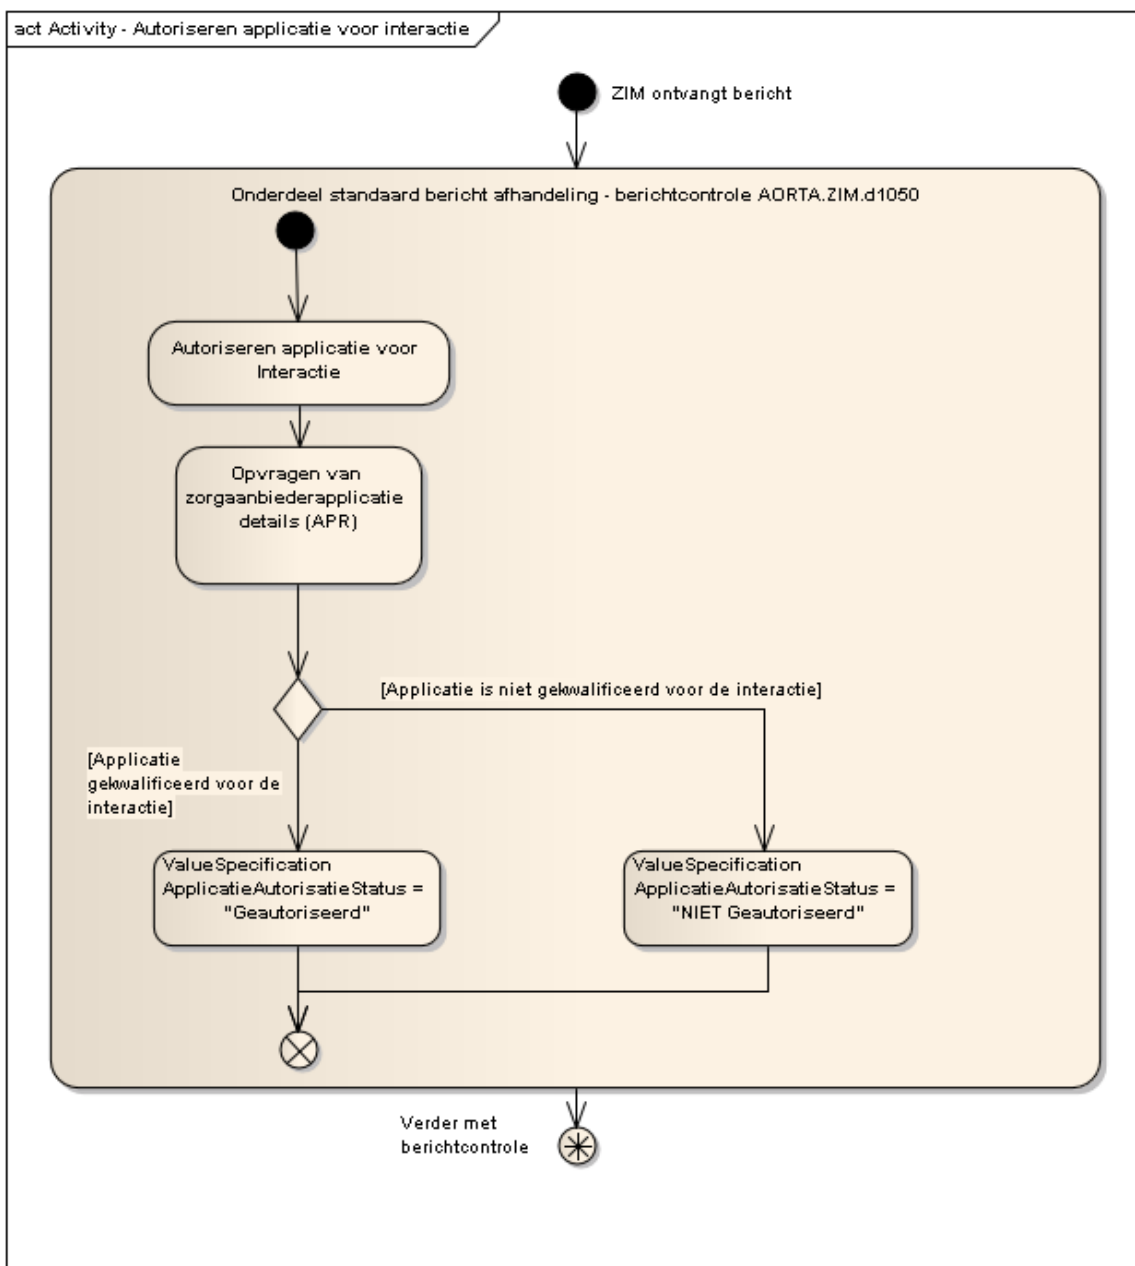 act Activity - Autoriseren applicatie voor interactie
ZIM ontvangt bericht
Onderdeel standaard bericht afhandeling - berichtcontrole AORTA.ZIM.d1050
Autoriseren applicatie voor
Interactie
Opvragen van
zorgaanbiederapplicatie
details (APR)
[Applicatie is niet gekwalificeerd voor de interactie]
[Applicatie
gekwalificeerd voor de
interactie]
ValueSpecification
ApplicatieAutorisatieStatus =
"Geautoriseerd"
ValueSpecification
ApplicatieAutorisatieStatus =
"NIET Geautoriseerd"
Verder met
berichtcontrole